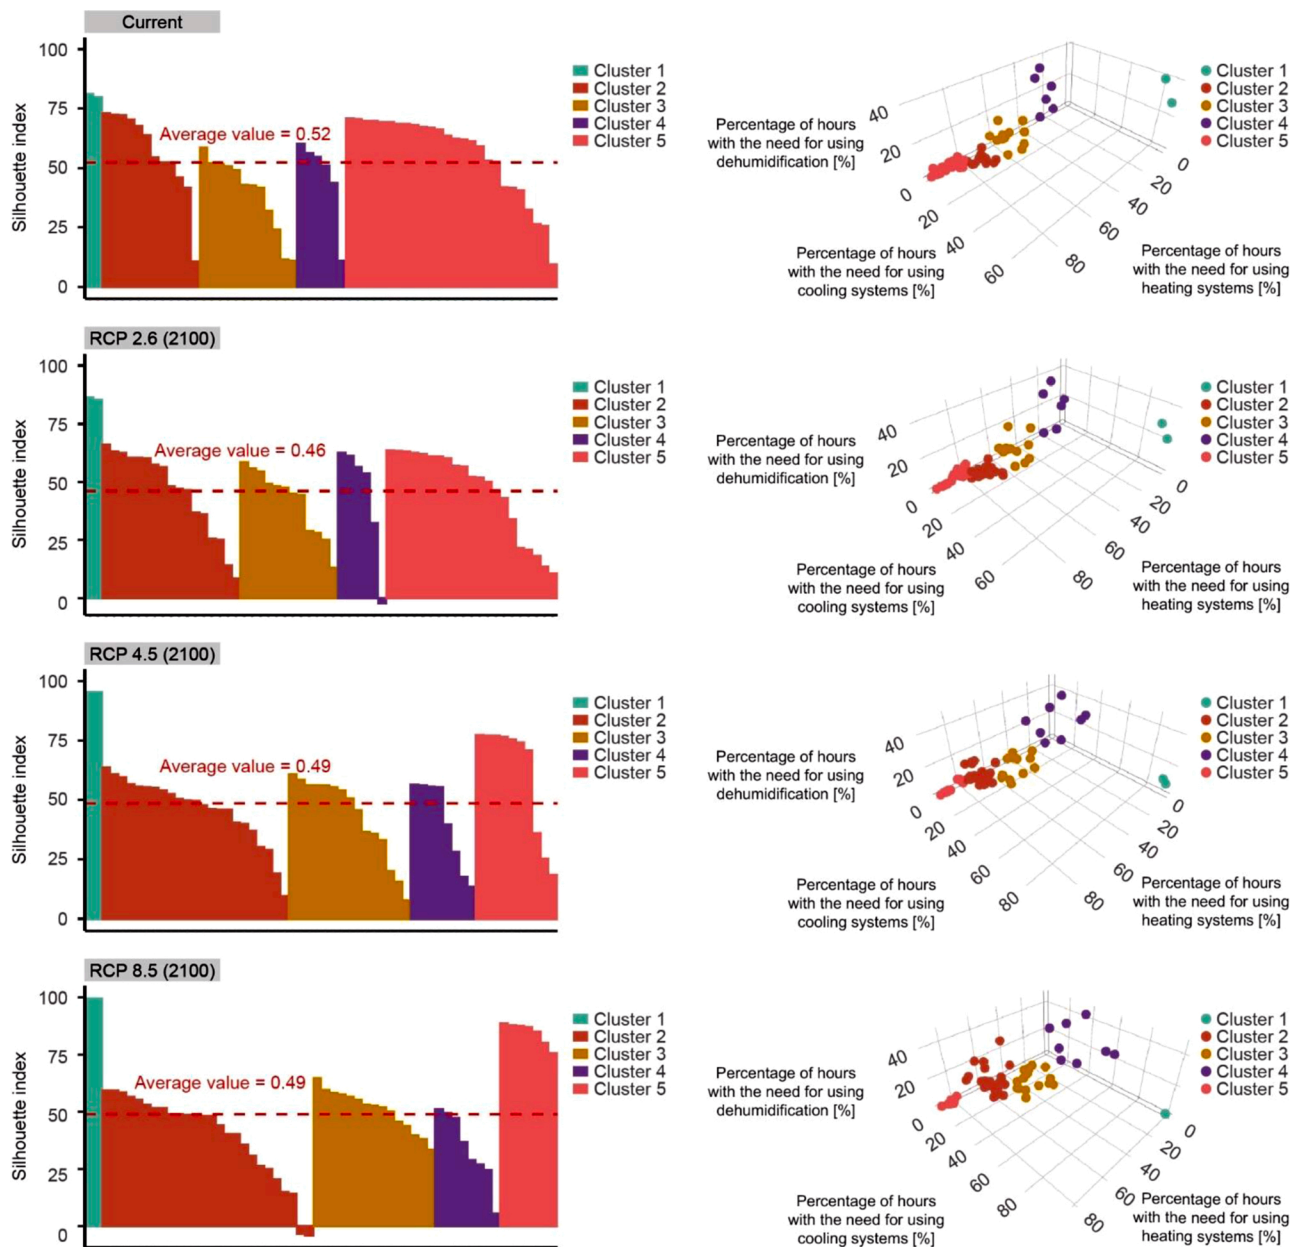 Current
100
75
50
25
0
Silhouette index
Average value = 0.52
Cluster 1
Cluster 2
Cluster 3
Cluster 4
Cluster 5
Percentage of hours
with the need for using
dehumidification [%]
40
20
0
20
40
60
Percentage of hours
with the need for using
cooling systems [%]
0
20
40
60
80
Percentage of hours
with the need for using
heating systems [%]
Cluster 1
Cluster 2
Cluster 3
Cluster 4
Cluster 5
RCP 2.6 (2100)
100
75
50
25
0
Silhouette index
Average value = 0.46
Cluster 1
Cluster 2
Cluster 3
Cluster 4
Cluster 5
Percentage of hours
with the need for using
dehumidification [%]
40
20
0
20
40
60
Percentage of hours
with the need for using
cooling systems [%]
0
20
40
60
80
Percentage of hours
with the need for using
heating systems [%]
Cluster 1
Cluster 2
Cluster 3
Cluster 4
Cluster 5
RCP 4.5 (2100)
100
75
50
25
0
Silhouette index
Average value = 0.49
Cluster 1
Cluster 2
Cluster 3
Cluster 4
Cluster 5
Percentage of hours
with the need for using
dehumidification [%]
40
20
0
20
40
60
80
Percentage of hours
with the need for using
cooling systems [%]
0
20
40
60
80
Percentage of hours
with the need for using
heating systems [%]
Cluster 1
Cluster 2
Cluster 3
Cluster 4
Cluster 5
RCP 8.5 (2100)
100
75
50
25
0
Silhouette index
Average value = 0.49
Cluster 1
Cluster 2
Cluster 3
Cluster 4
Cluster 5
Percentage of hours
with the need for using
dehumidification [%]
40
20
0
20
40
60
80
Percentage of hours
with the need for using
cooling systems [%]
0
20
40
60
80
Percentage of hours
with the need for using
heating systems [%]
Cluster 1
Cluster 2
Cluster 3
Cluster 4
Cluster 5